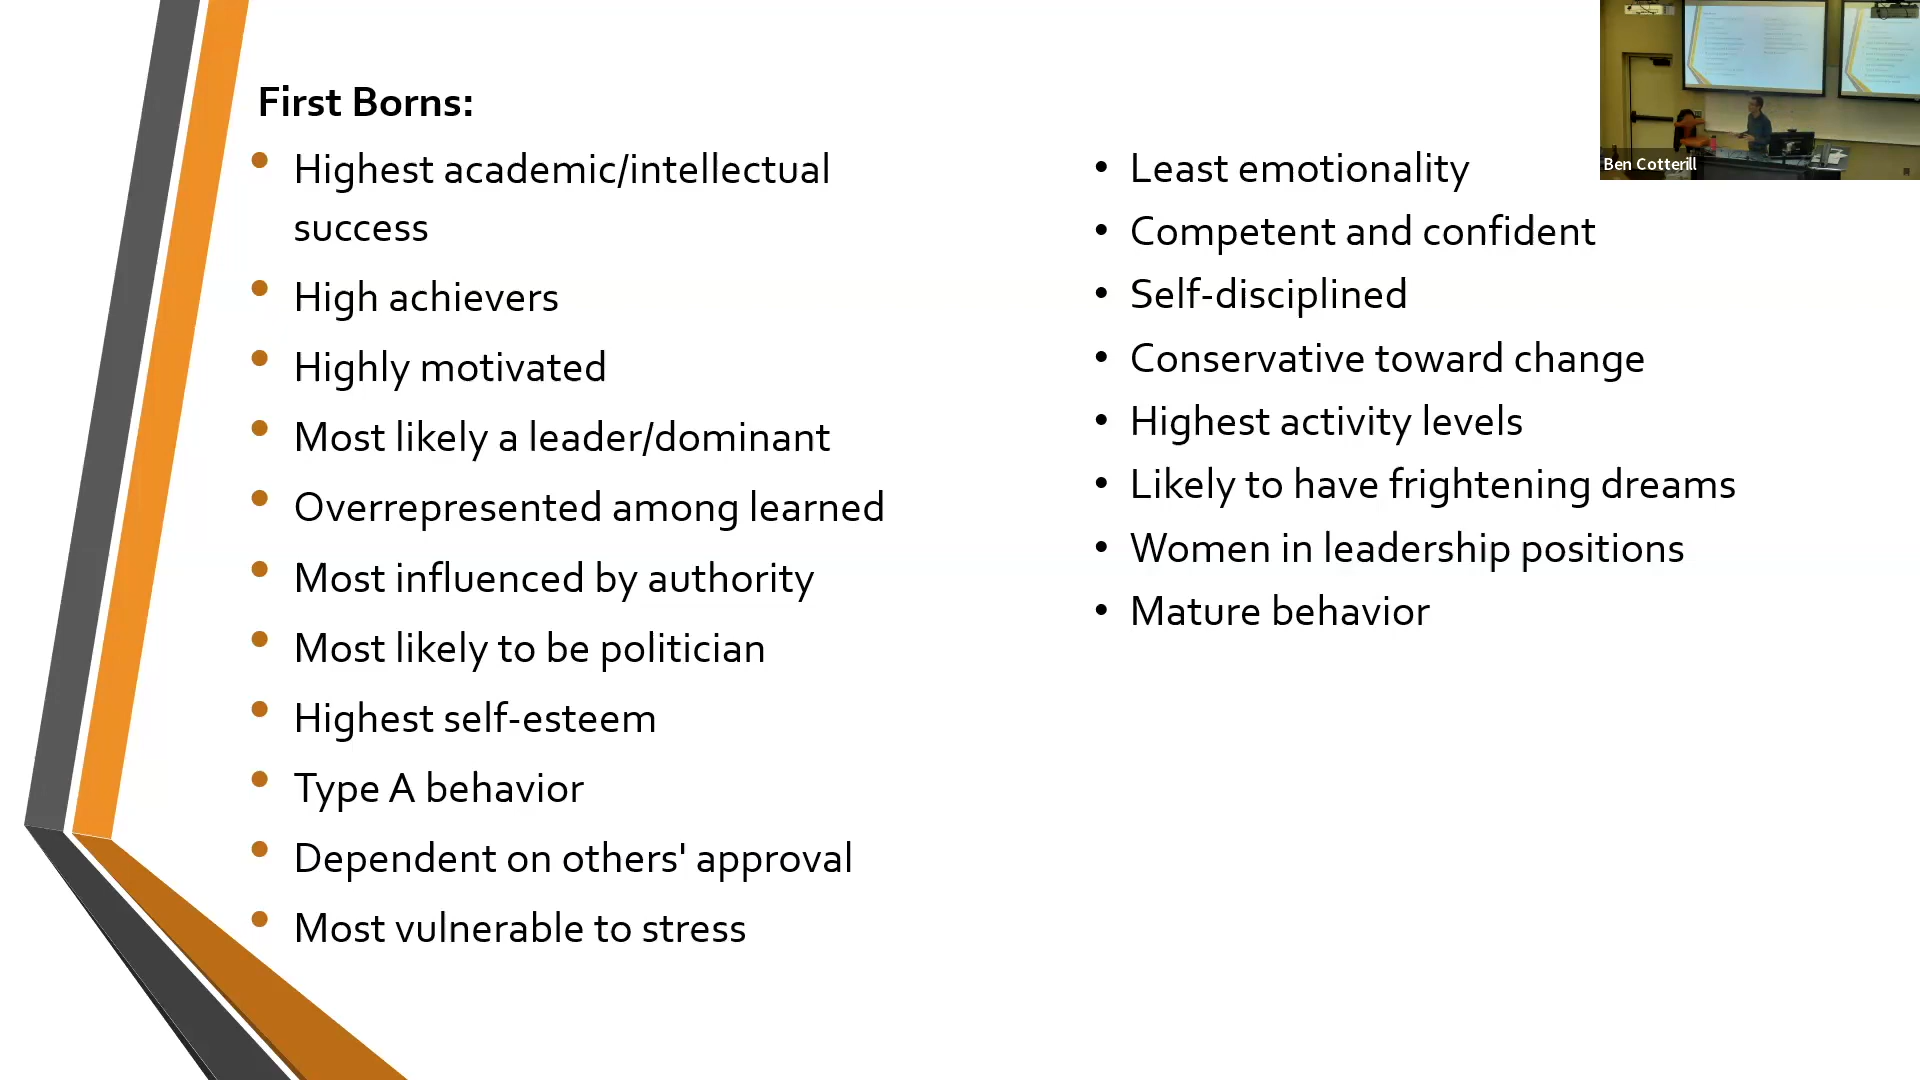 First Borns:
• Highest academic/intellectual
success
• High achievers
• Highly motivated
• Most likely a leader/dominant
• Overrepresented among learned
• Most influenced by authority
• Most likely to be politician
• Highest self-esteem
• Type A behavior
• Dependent on others' approval
• Most vulnerable to stress
• Least emotionality
• Competent and confident
• Self-disciplined
• Conservative toward change
• Highest activity levels
• Likely to have frightening dreams
• Women in leadership positions
• Mature behavior
Ben Cotterill